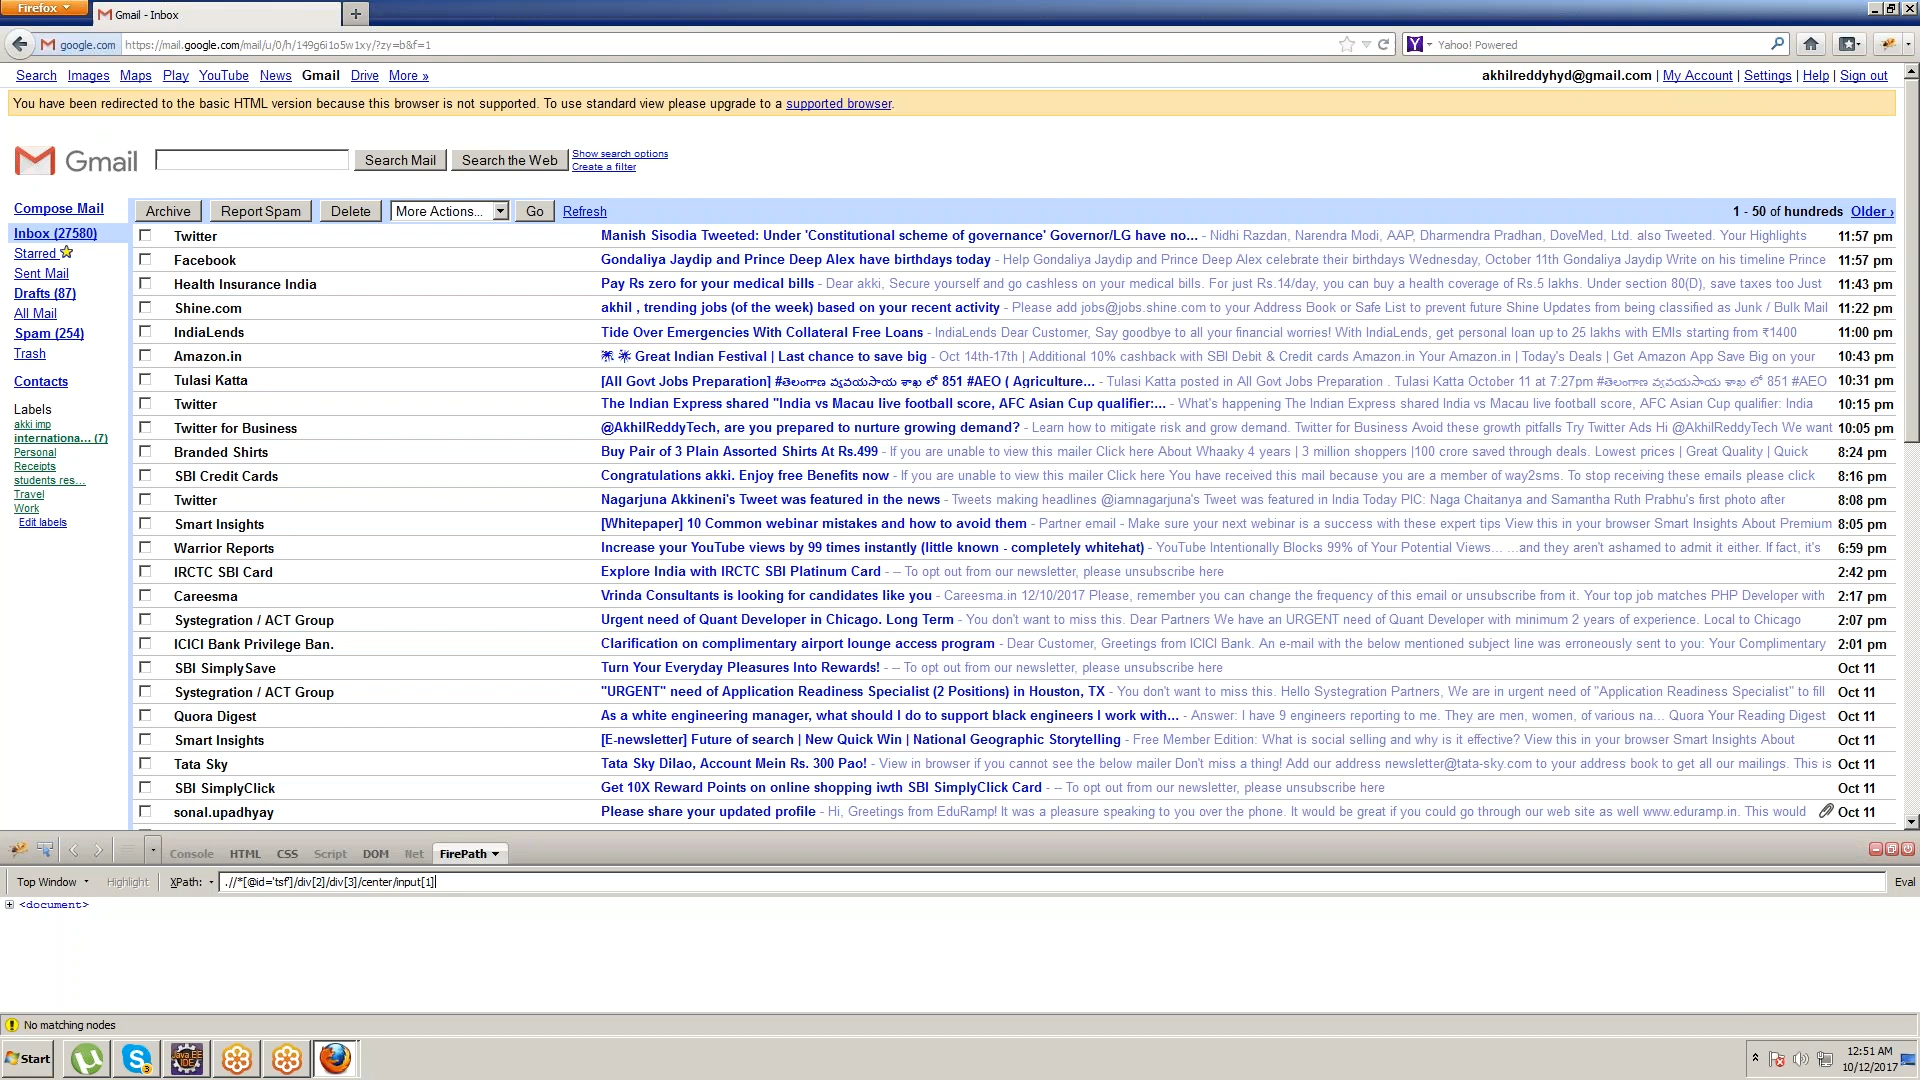 Firefox
Gmail - Inbox
google.com
https://mail.google.com/mail/u/0/h/149g6i1o5w1xy/?zy=b&f=1
Yahoo! Powered
Search Images Maps Play YouTube News Gmail Drive More »
akhilreddyhyd@gmail.com | My Account | Settings | Help | Sign out
You have been redirected to the basic HTML version because this browser is not supported. To use standard view please upgrade to a supported browser.
Gmail
Search Mail
Search the Web
Show search options
Create a filter
Compose Mail
Inbox (27580)
Starred
Sent Mail
Drafts (87)
All Mail
Spam (254)
Trash
Contacts
Labels
akki imp
internationa... (7)
Personal
Receipts
students res...
Travel
Work
Edit labels
Archive Report Spam Delete More Actions... Go Refresh 1 - 50 of hundreds Older ›
Twitter Manish Sisodia Tweeted: Under 'Constitutional scheme of governance' Governor/LG have no... - Nidhi Razdan, Narendra Modi, AAP, Dharmendra Pradhan, DoveMed, Ltd. also Tweeted. Your Highlights 11:57 pm
Facebook Gondaliya Jaydip and Prince Deep Alex have birthdays today - Help Gondaliya Jaydip and Prince Deep Alex celebrate their birthdays Wednesday, October 11th Gondaliya Jaydip Write on his timeline Prince 11:57 pm
Health Insurance India Pay Rs zero for your medical bills - Dear akki, Secure yourself and go cashless on your medical bills. For just Rs.14/day, you can buy a health coverage of Rs.5 lakhs. Under section 80(D), save taxes too Just 11:43 pm
Shine.com akhil , trending jobs (of the week) based on your recent activity - Please add jobs@jobs.shine.com to your Address Book or Safe List to prevent future Shine Updates from being classified as Junk / Bulk Mail 11:22 pm
IndiaLends Tide Over Emergencies With Collateral Free Loans - IndiaLends Dear Customer, Say goodbye to all your financial worries! With IndiaLends, get personal loan up to 25 lakhs with EMIs starting from ₹1400 11:00 pm
Amazon.in Great Indian Festival | Last chance to save big - Oct 14th-17th | Additional 10% cashback with SBI Debit & Credit cards Amazon.in Your Amazon.in | Today's Deals | Get Amazon App Save Big on your 10:43 pm
Tulasi Katta [All Govt Jobs Preparation] #తెలంగాణ వ్యవయసాయ శాఖ లో 851 #AEO ( Agriculture... - Tulasi Katta posted in All Govt Jobs Preparation . Tulasi Katta October 11 at 7:27pm #తెలంగాణ వ్యవయసాయ శాఖ లో 851 #AEO 10:31 pm
Twitter The Indian Express shared "India vs Macau live football score, AFC Asian Cup qualifier:... - What's happening The Indian Express shared India vs Macau live football score, AFC Asian Cup qualifier: India 10:15 pm
Twitter for Business @AkhilReddyTech, are you prepared to nurture growing demand? - Learn how to mitigate risk and grow demand. Twitter for Business Avoid these growth pitfalls Try Twitter Ads Hi @AkhilReddyTech We want 10:05 pm
Branded Shirts Buy Pair of 3 Plain Assorted Shirts At Rs.499 - If you are unable to view this mailer Click here About Whaaky 4 years | 3 million shoppers |100 crore saved through deals. Lowest prices | Great Quality | Quick 8:24 pm
SBI Credit Cards Congratulations akki. Enjoy free Benefits now - If you are unable to view this mailer Click here You have received this mail because you are a member of way2sms. To stop receiving these emails please click 8:16 pm
Twitter Nagarjuna Akkineni's Tweet was featured in the news - Tweets making headlines @iamnagarjuna's Tweet was featured in India Today PIC: Naga Chaitanya and Samantha Ruth Prabhu's first photo after 8:08 pm
Smart Insights [Whitepaper] 10 Common webinar mistakes and how to avoid them - Partner email - Make sure your next webinar is a success with these expert tips View this in your browser Smart Insights About Premium 8:05 pm
Warrior Reports Increase your YouTube views by 99 times instantly (little known - completely whitehat) - YouTube Intentionally Blocks 99% of Your Potential Views... ...and they aren't ashamed to admit it either. If fact, it's 6:59 pm
IRCTC SBI Card Explore India with IRCTC SBI Platinum Card - -- To opt out from our newsletter, please unsubscribe here 2:42 pm
Careesma Vrinda Consultants is looking for candidates like you - Careesma.in 12/10/2017 Please, remember you can change the frequency of this email or unsubscribe from it. Your top job matches PHP Developer with 2:17 pm
Systegration / ACT Group Urgent need of Quant Developer in Chicago. Long Term - You don't want to miss this. Dear Partners We have an URGENT need of Quant Developer with minimum 2 years of experience. Local to Chicago 2:07 pm
ICICI Bank Privilege Ban. Clarification on complimentary airport lounge access program - Dear Customer, Greetings from ICICI Bank. An e-mail with the below mentioned subject line was erroneously sent to you: Your Complimentary 2:01 pm
SBI SimplySave Turn Your Everyday Pleasures Into Rewards! - -- To opt out from our newsletter, please unsubscribe here Oct 11
Systegration / ACT Group "URGENT" need of Application Readiness Specialist (2 Positions) in Houston, TX - You don't want to miss this. Hello Systegration Partners, We are in urgent need of "Application Readiness Specialist" to fill Oct 11
Quora Digest As a white engineering manager, what should I do to support black engineers I work with... - Answer: I have 9 engineers reporting to me. They are men, women, of various na... Quora Your Reading Digest Oct 11
Smart Insights [E-newsletter] Future of search | New Quick Win | National Geographic Storytelling - Free Member Edition: What is social selling and why is it effective? View this in your browser Smart Insights About Oct 11
Tata Sky Tata Sky Dilao, Account Mein Rs. 300 Pao! - View in browser if you cannot see the below mailer Don't miss a thing! Add our address newsletter@tata-sky.com to your address book to get all our mailings. This is Oct 11
SBI SimplyClick Get 10X Reward Points on online shopping iwth SBI SimplyClick Card - -- To opt out from our newsletter, please unsubscribe here Oct 11
sonal.upadhyay Please share your updated profile - Hi, Greetings from EduRamp! It was a pleasure speaking to you over the phone. It would be great if you could go through our web site as well www.eduramp.in. This would Oct 11
Console HTML CSS Script DOM Net FirePath
Top Window Highlight XPath: .//*[@id='tsf']/div[2]/div[3]/center/input[1] Eval
<document>
No matching nodes
Start
Java EE
IDE
3
12:51 AM
10/12/2017